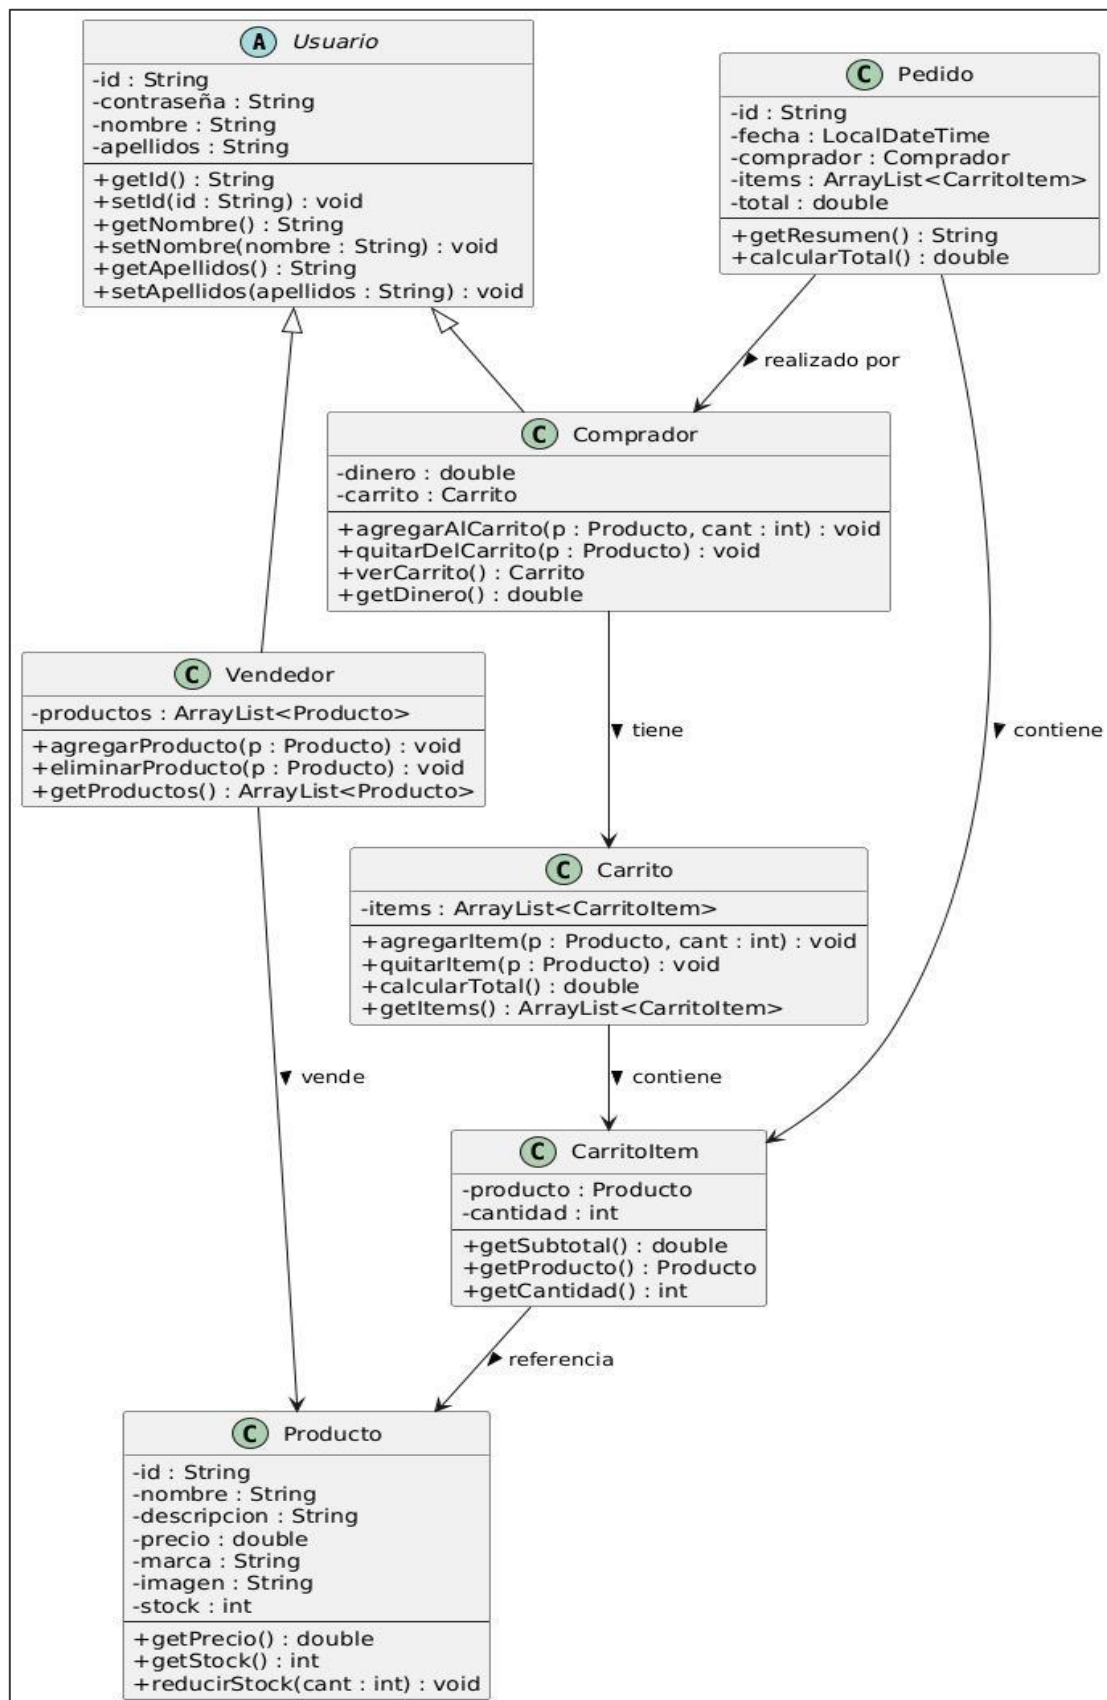 A Usuario
-id : String
-contraseña : String
-nombre : String
-apellidos : String
+getId() : String
+setId(id : String) : void
+getNombre() : String
+setNombre(nombre : String) : void
+getApellidos() : String
+setApellidos(apellidos : String) : void
C Pedido
-id : String
-fecha : LocalDateTime
-comprador : Comprador
-items : ArrayList<CarritoItem>
-total : double
+getResumen() : String
+calcularTotal() : double
realizado por
C Comprador
-dinero : double
-carrito : Carrito
+agregarAlCarrito(p : Producto, cant : int) : void
+quitarDelCarrito(p : Producto) : void
+verCarrito() : Carrito
+getDinero() : double
C Vendedor
-productos : ArrayList<Producto>
+agregarProducto(p : Producto) : void
+eliminarProducto(p : Producto) : void
+getProductos() : ArrayList<Producto>
tiene
contiene
C Carrito
-items : ArrayList<CarritoItem>
+agregarItem(p : Producto, cant : int) : void
+quitarItem(p : Producto) : void
+calcularTotal() : double
+getItems() : ArrayList<CarritoItem>
vende
contiene
C CarritoItem
-producto : Producto
-cantidad : int
+getSubtotal() : double
+getProducto() : Producto
+getCantidad() : int
referencia
C Producto
-id : String
-nombre : String
-descripcion : String
-precio : double
-marca : String
-imagen : String
-stock : int
+getPrecio() : double
+getStock() : int
+reducirStock(cant : int) : void